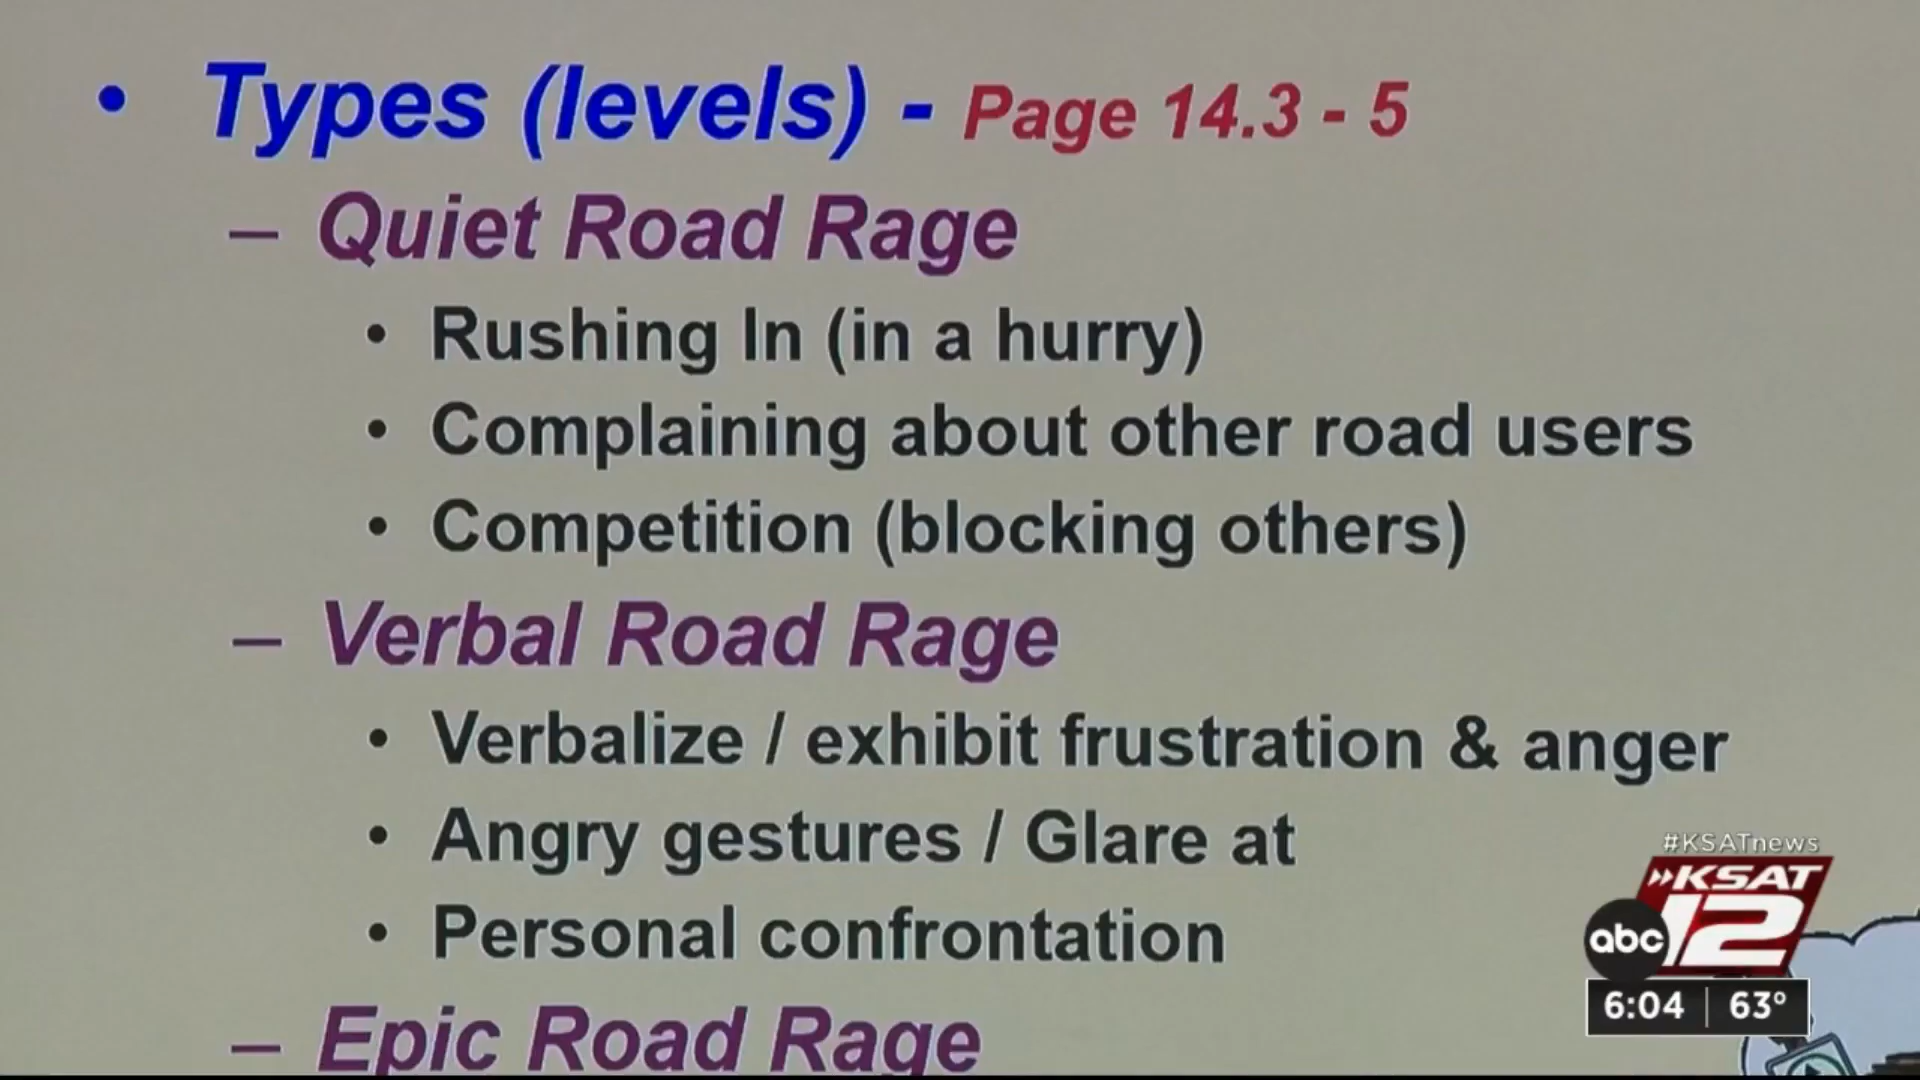 • Types (levels) - Page 14.3 - 5
– Quiet Road Rage
• Rushing In (in a hurry)
• Complaining about other road users
• Competition (blocking others)
– Verbal Road Rage
• Verbalize / exhibit frustration & anger
• Angry gestures / Glare at
• Personal confrontation
– Epic Road Rage
#KSATnews
KSAT
abc 12
6:04 | 63°